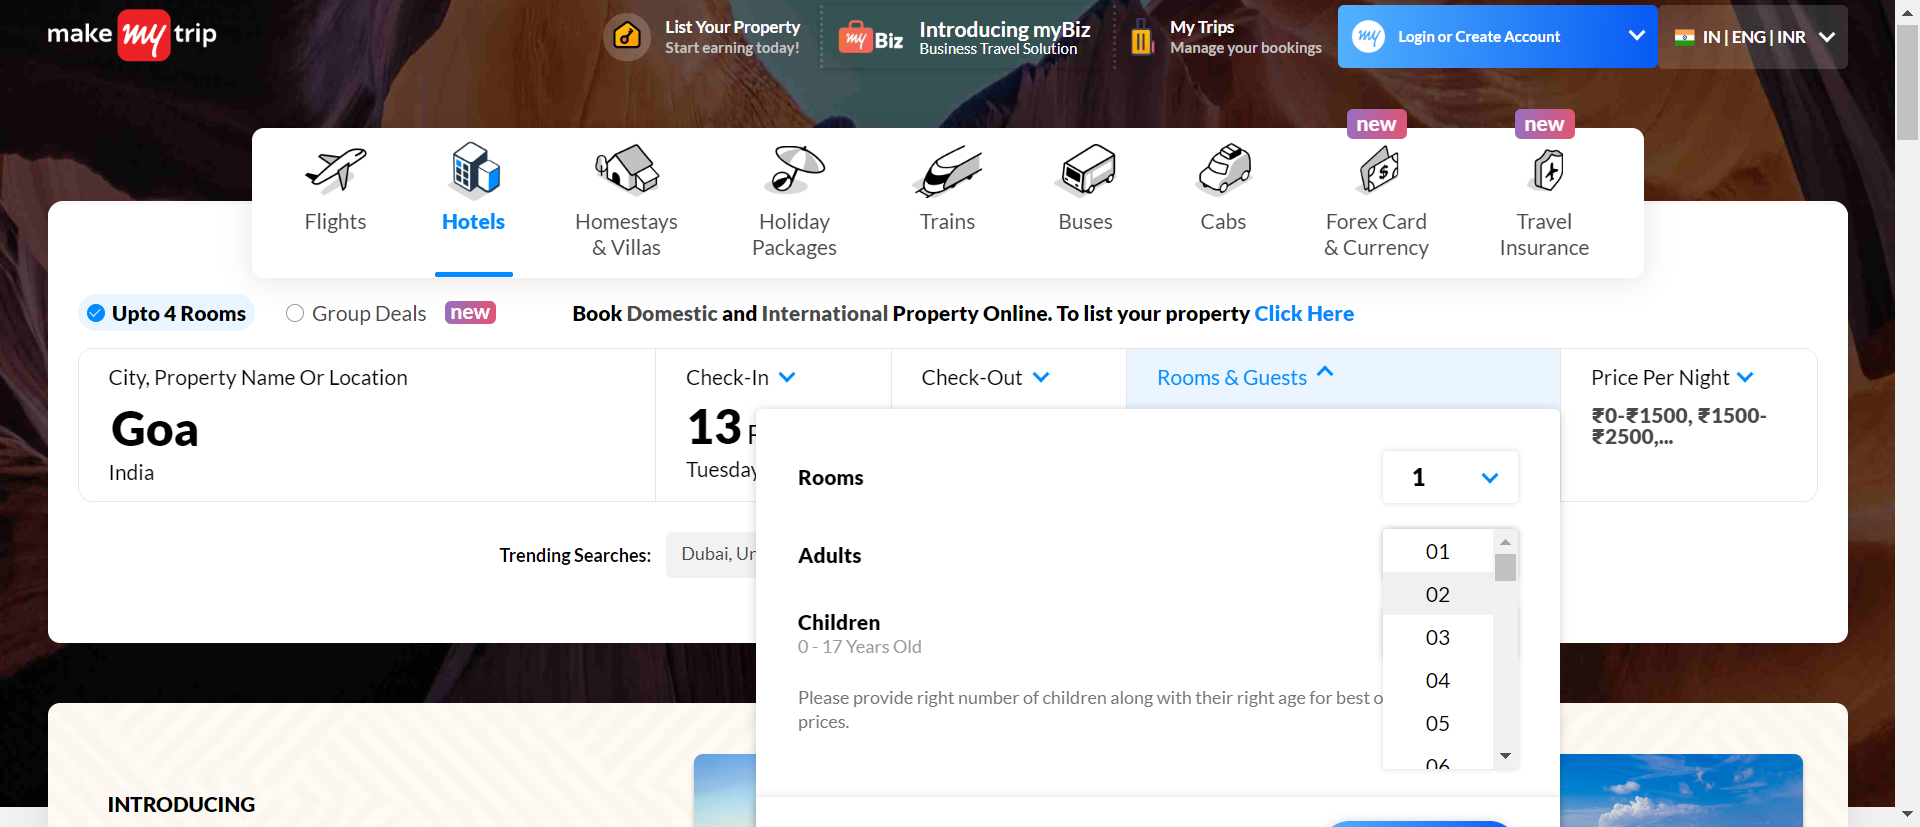 make my trip
List Your Property
Start earning today!
my Biz
Introducing myBiz
Business Travel Solution
My Trips
Manage your bookings
my Login or Create Account
IN | ENG | INR
new
new
Flights
Hotels
Homestays
& Villas
Holiday
Packages
Trains
Buses
Cabs
Forex Card
& Currency
Travel
Insurance
Upto 4 Rooms
Group Deals
new
Book Domestic and International Property Online. To list your property Click Here
City, Property Name Or Location
Goa
India
Check-In
13
Tuesday
Check-Out
Rooms & Guests
Price Per Night
₹0-₹1500, ₹1500-
₹2500,...
Rooms
1
Adults
01
02
03
04
05
06
Children
0 - 17 Years Old
Please provide right number of children along with their right age for best
prices.
Trending Searches:
Dubai,
INTRODUCING